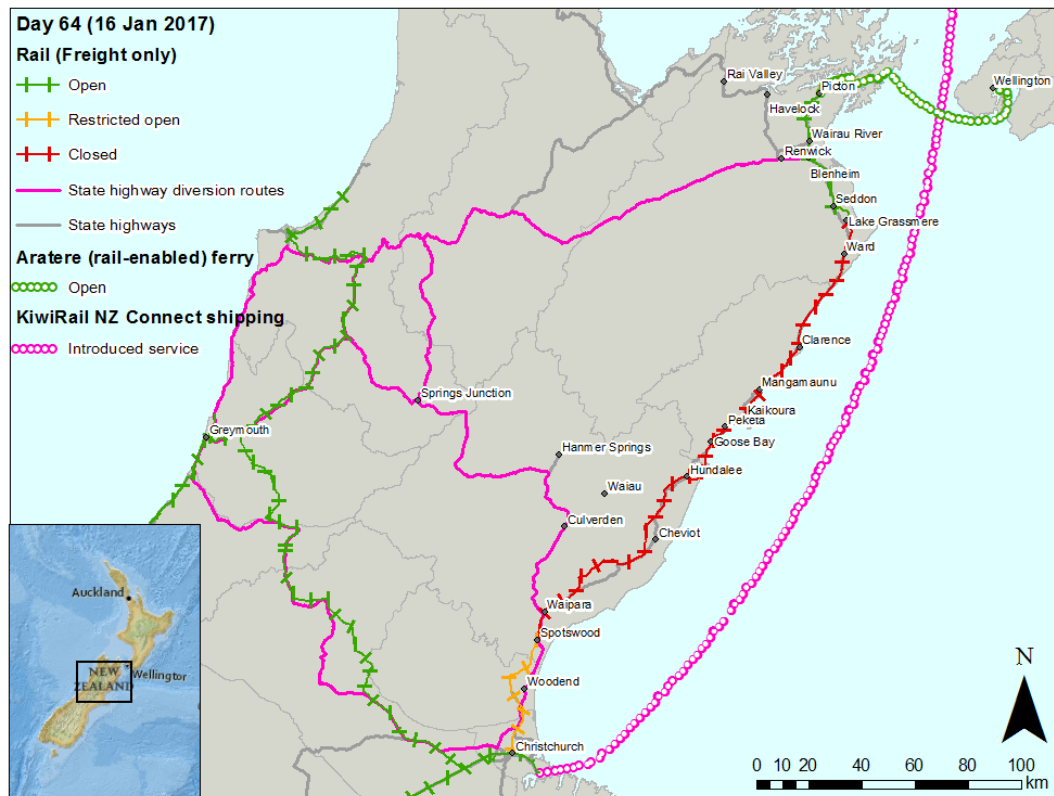 Day 64 (16 Jan 2017)
Rail (Freight only)
Open
Restricted open
Closed
State highway diversion routes
State highways
Aratere (rail-enabled) ferry
Open
KiwiRail NZ Connect shipping
Introduced service
Rai Valley
Havelock
Picton
Wellington
Wairau River
Renwick
Blenheim
Seddon
Lake Grassmere
Ward
Clarence
Mangamaunu
Kaikoura
Peketa
Goose Bay
Springs Junction
Greymouth
Hanmer Springs
Hundalee
Waiau
Culverden
Cheviot
Waipara
Spotswood
Woodend
Christchurch
Auckland
Wellington
NEW
ZEALAND
N
0 10 20 40 60 80 100
km